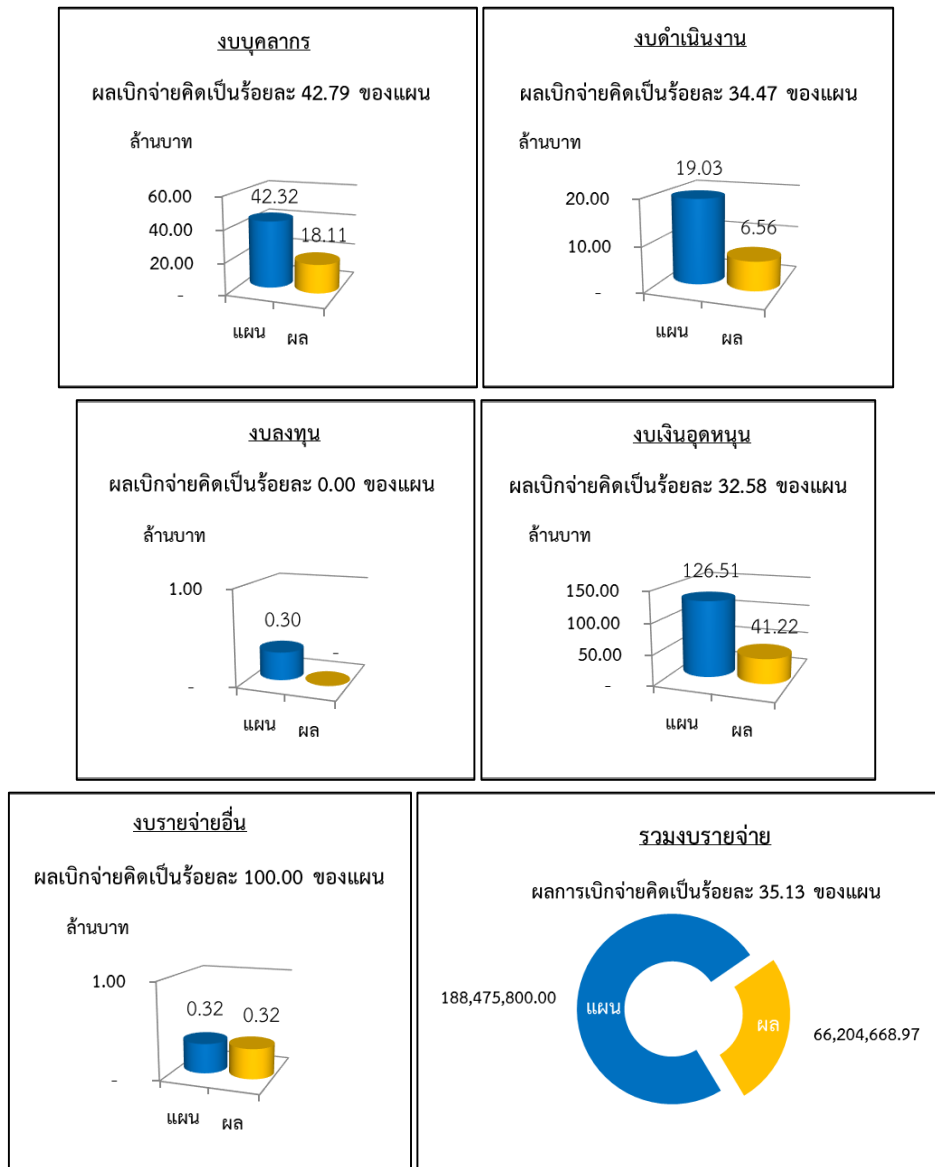 งบบุคลากร
ผลเบิกจ่ายคิดเป็นร้อยละ 42.79 ของแผน
ล้านบาท
60.00
40.00
20.00
-
42.32
18.11
แผน
ผล
งบดำเนินงาน
ผลเบิกจ่ายคิดเป็นร้อยละ 34.47 ของแผน
ล้านบาท
20.00
10.00
-
19.03
6.56
แผน
ผล
งบลงทุน
ผลเบิกจ่ายคิดเป็นร้อยละ 0.00 ของแผน
ล้านบาท
1.00
-
0.30
-
แผน
ผล
งบเงินอุดหนุน
ผลเบิกจ่ายคิดเป็นร้อยละ 32.58 ของแผน
ล้านบาท
150.00
100.00
50.00
-
126.51
41.22
แผน
ผล
งบรายจ่ายอื่น
ผลเบิกจ่ายคิดเป็นร้อยละ 100.00 ของแผน
ล้านบาท
1.00
-
0.32
0.32
แผน
ผล
รวมงบรายจ่าย
ผลการเบิกจ่ายคิดเป็นร้อยละ 35.13 ของแผน
188,475,800.00
แผน
ผล
66,204,668.97